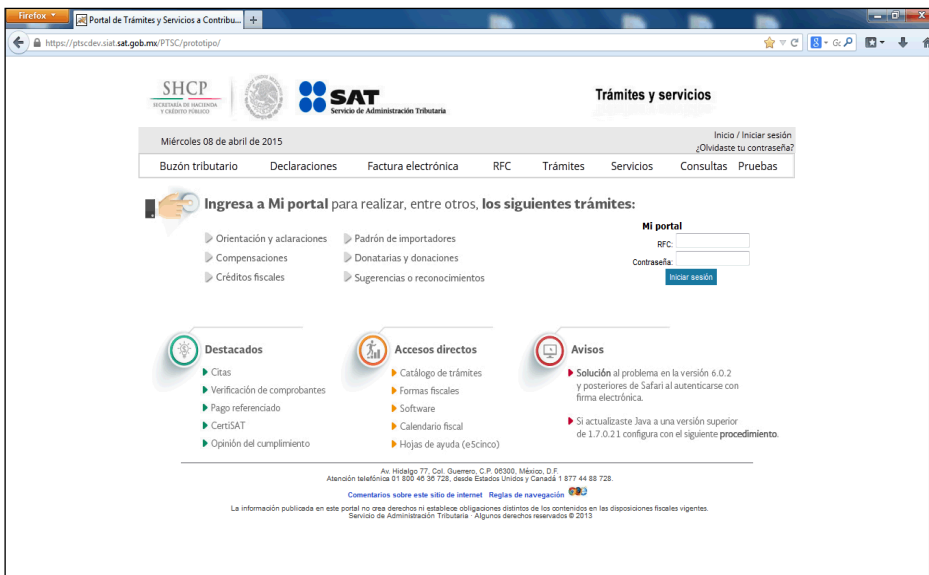 Firefox
Portal de Trámites y Servicios a Contribu...
https://ptscdev.siat.sat.gob.mx/PTSC/prototipo/
SHCP
SECRETARÍA DE HACIENDA
Y CRÉDITO PÚBLICO
SAT
Servicio de Administración Tributaria
Trámites y servicios
Miércoles 08 de abril de 2015
Inicio / Iniciar sesión
¿Olvidaste tu contraseña?
Buzón tributario Declaraciones Factura electrónica RFC Trámites Servicios Consultas Pruebas
Ingresa a Mi portal para realizar, entre otros, los siguientes trámites:
Orientación y aclaraciones
Compensaciones
Créditos fiscales
Padrón de importadores
Donatarias y donaciones
Sugerencias o reconocimientos
Mi portal
RFC:
Contraseña:
Iniciar sesión
Destacados
Citas
Verificación de comprobantes
Pago referenciado
CertiSAT
Opinión del cumplimiento
Accesos directos
Catálogo de trámites
Formas fiscales
Software
Calendario fiscal
Hojas de ayuda (e5cinco)
Avisos
Solución al problema en la versión 6.0.2
y posteriores de Safari al autenticarse con
firma electrónica.
Si actualizaste Java a una versión superior
de 1.7.0.21 configura con el siguiente procedimiento.
Av. Hidalgo 77, Col. Guerrero, C.P. 06300, México, D.F.
Atención telefónica 01 800 46 36 728, desde Estados Unidos y Canadá 1 877 44 88 728.
Comentarios sobre este sitio de internet Reglas de navegación
La información publicada en este portal no crea derechos ni establece obligaciones distintos de los contenidos en las disposiciones fiscales vigentes.
Servicio de Administración Tributaria - Algunos derechos reservados © 2013